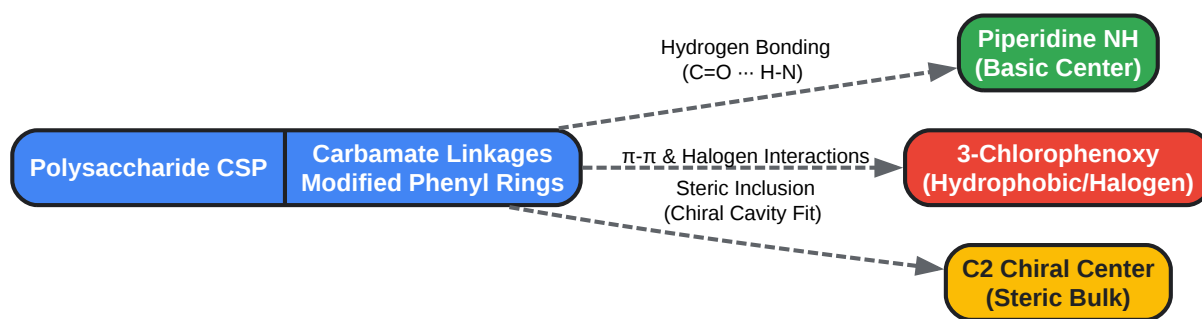 Polysaccharide CSP
Carbamate Linkages
Modified Phenyl Rings
Hydrogen Bonding
(C=O ··· H-N)
Piperidine NH
(Basic Center)
π-π & Halogen Interactions
3-Chlorophenoxy
(Hydrophobic/Halogen)
Steric Inclusion
(Chiral Cavity Fit)
C2 Chiral Center
(Steric Bulk)